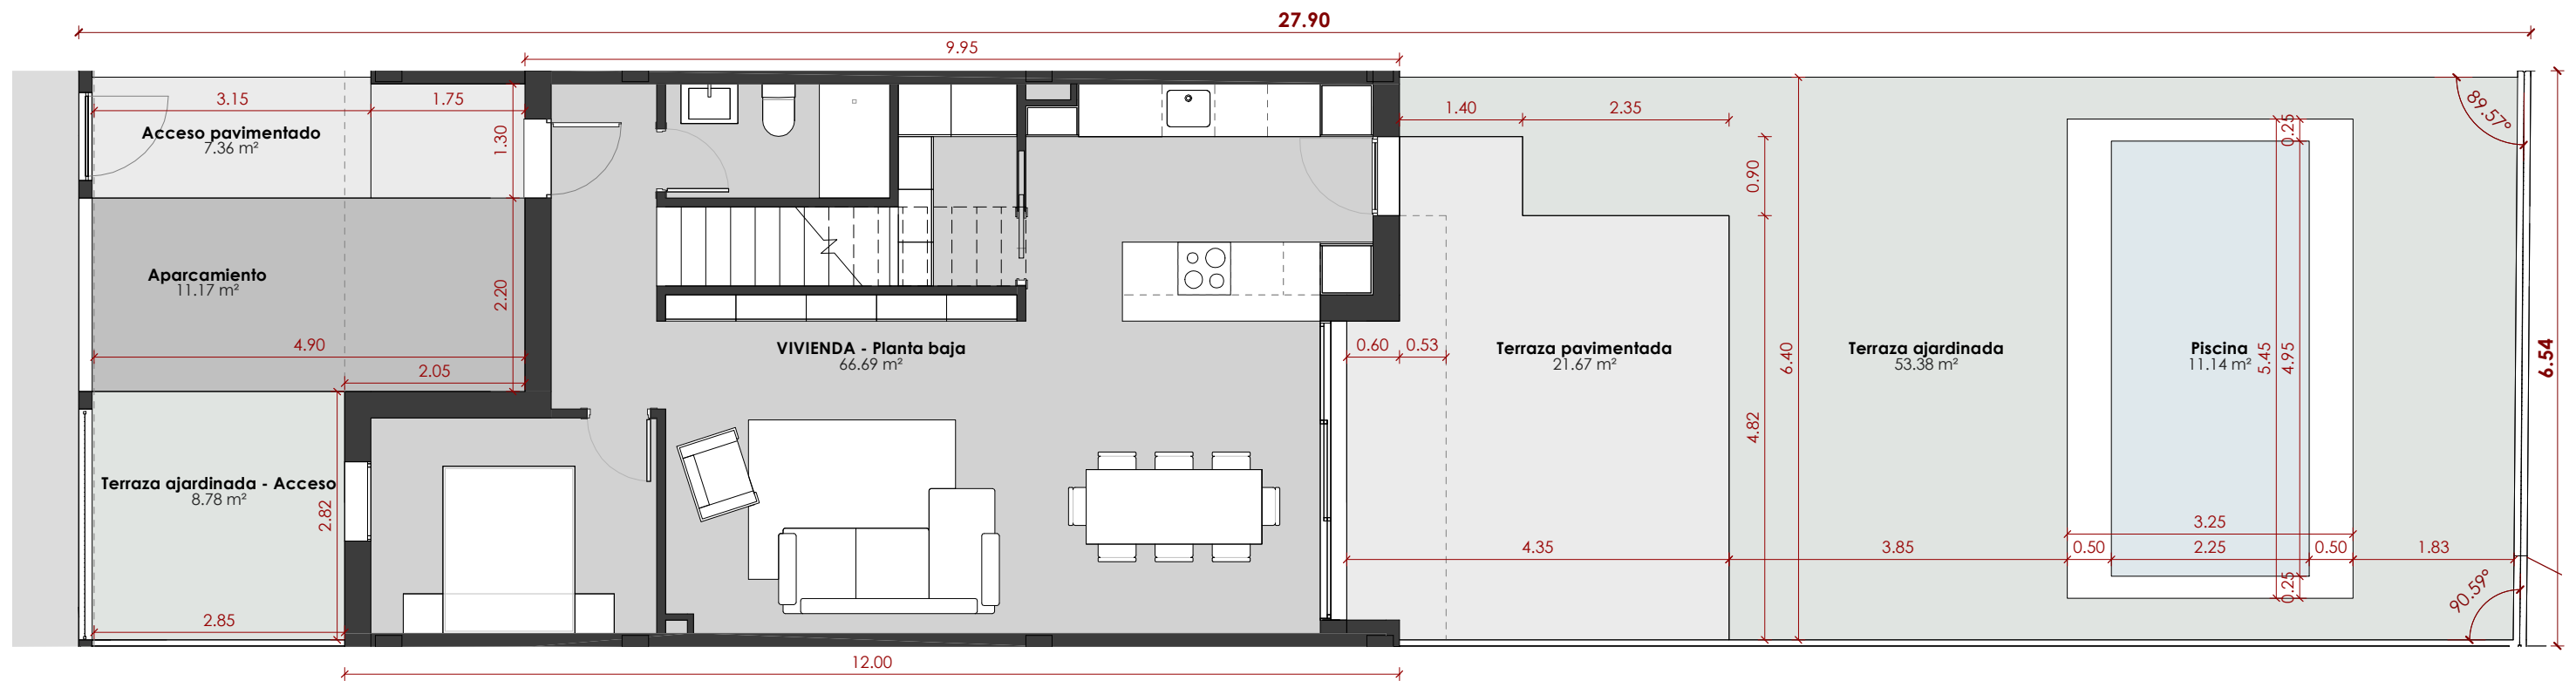 27.90
9.95
3.15
1.75
Acceso pavimentado
7.36 m²
1.30
1.40
2.35
0.90
89.57º
0.25
Aparcamiento
11.17 m²
2.20
4.90
2.05
VIVIENDA - Planta baja
66.69 m²
0.60
0.53
Terraza pavimentada
21.67 m²
6.40
Terraza ajardinada
53.38 m²
Piscina
11.14 m²
5.45
4.95
6.54
4.82
Terraza ajardinada - Acceso
8.78 m²
2.82
2.85
4.35
3.85
3.25
0.50
2.25
0.50
1.83
0.25
90.59º
12.00